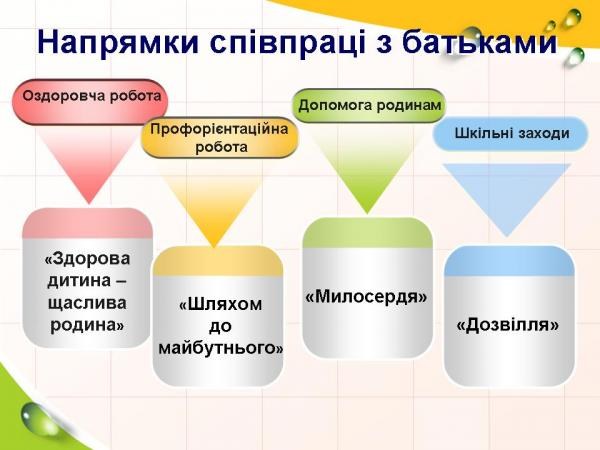 Напрямки співпраці з батьками
Оздоровча робота
Профорієнтаційна
робота
Допомога родинам
Шкільні заходи
«Здорова
дитина –
щаслива
родина»
«Шляхом
до
майбутнього»
«Милосердя»
«Дозвілля»